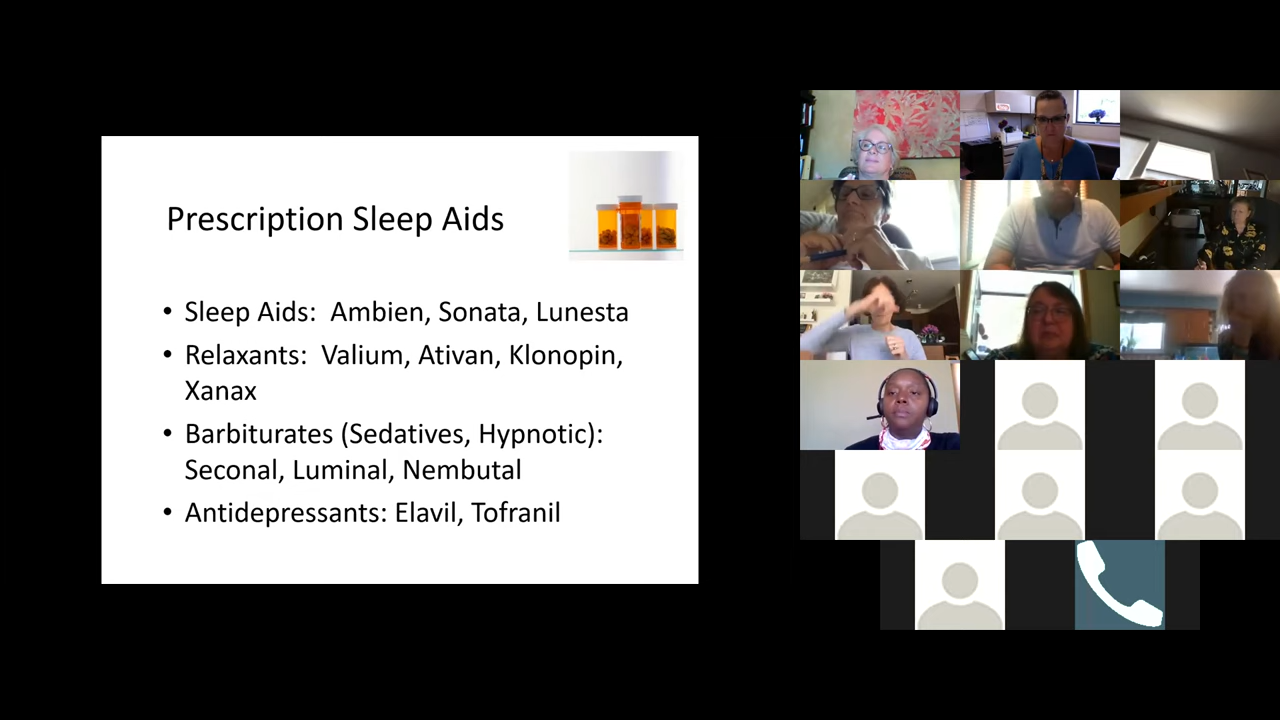 Prescription Sleep Aids
• Sleep Aids:  Ambien, Sonata, Lunesta
• Relaxants:  Valium, Ativan, Klonopin,
Xanax
• Barbiturates (Sedatives, Hypnotic):
Seconal, Luminal, Nembutal
• Antidepressants: Elavil, Tofranil